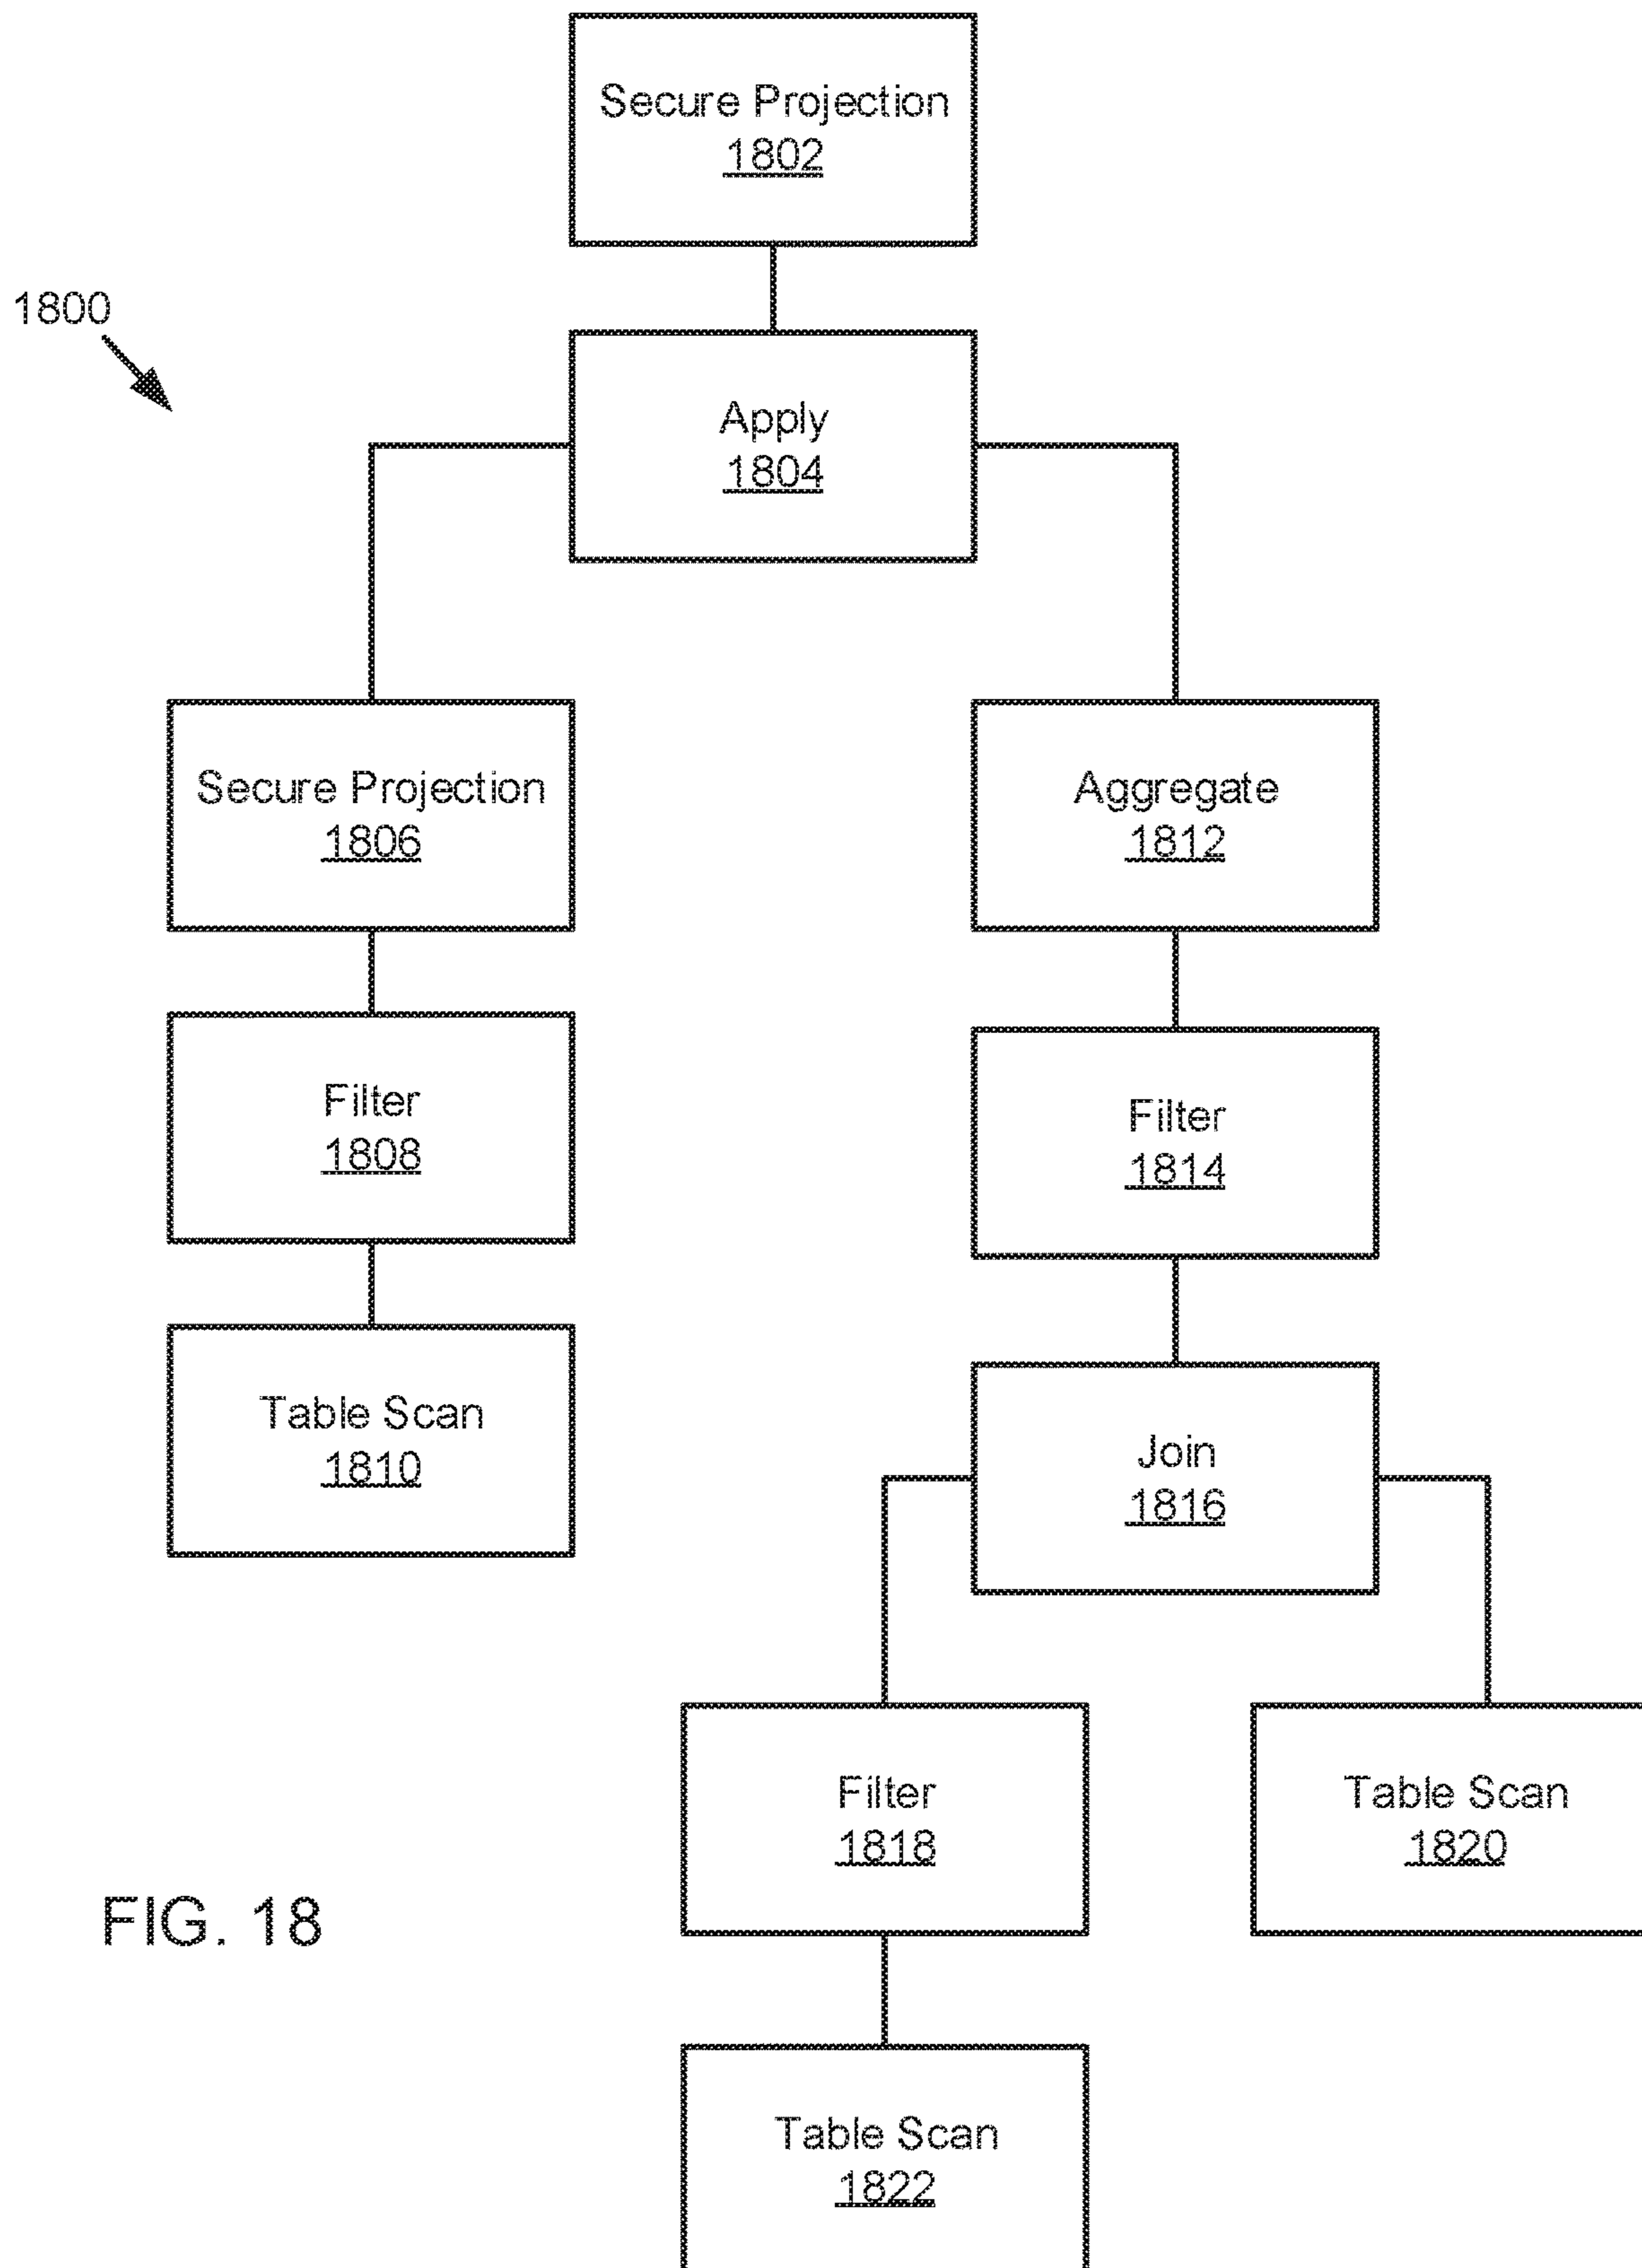 Secure Projection
1802
1800
Apply
1804
Secure Projection
1806
Aggregate
1812
Filter
1808
Filter
1814
Table Scan
1810
Join
1816
Filter
1818
Table Scan
1820
FIG. 18
Table Scan
1822